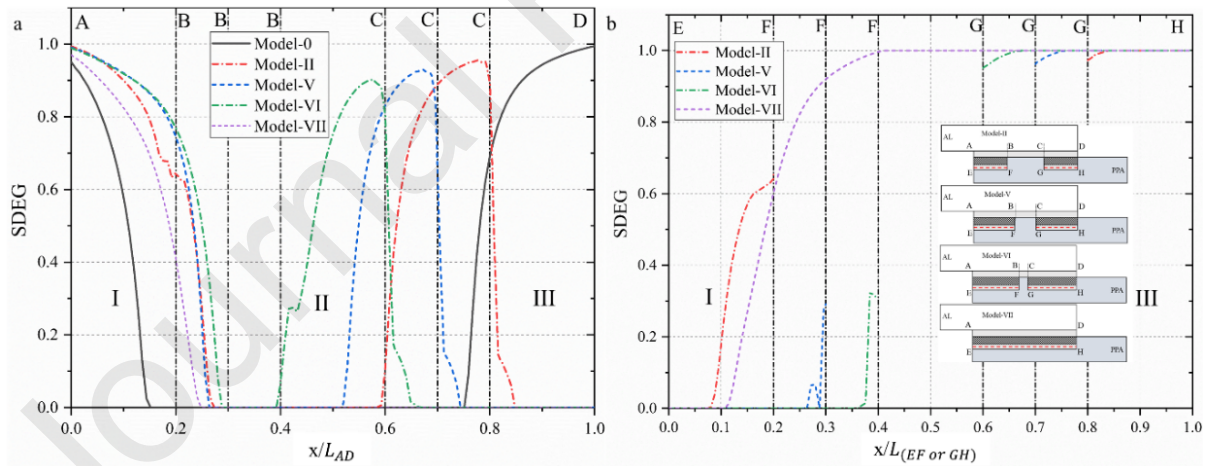 a
A B B B C C C D
1.0
0.8
0.6
0.4
0.2
0.0
SDEG
Model-0
Model-II
Model-V
Model-VI
Model-VII
I
II
III
0.0 0.2 0.4 0.6 0.8 1.0
x/L_AD
b
E F F F G G G H
1.0
0.8
0.6
0.4
0.2
0.0
SDEG
Model-II
Model-V
Model-VI
Model-VII
I
III
AL Model-II
A B C D
E F G H PPA
AL Model-V
A B C D
E F G H PPA
AL Model-VI
A B C D
E F G H PPA
AL Model-VII
A D
E H PPA
0.0 0.1 0.2 0.3 0.4 0.5 0.6 0.7 0.8 0.9 1.0
x/L_(EF or GH)
Journal